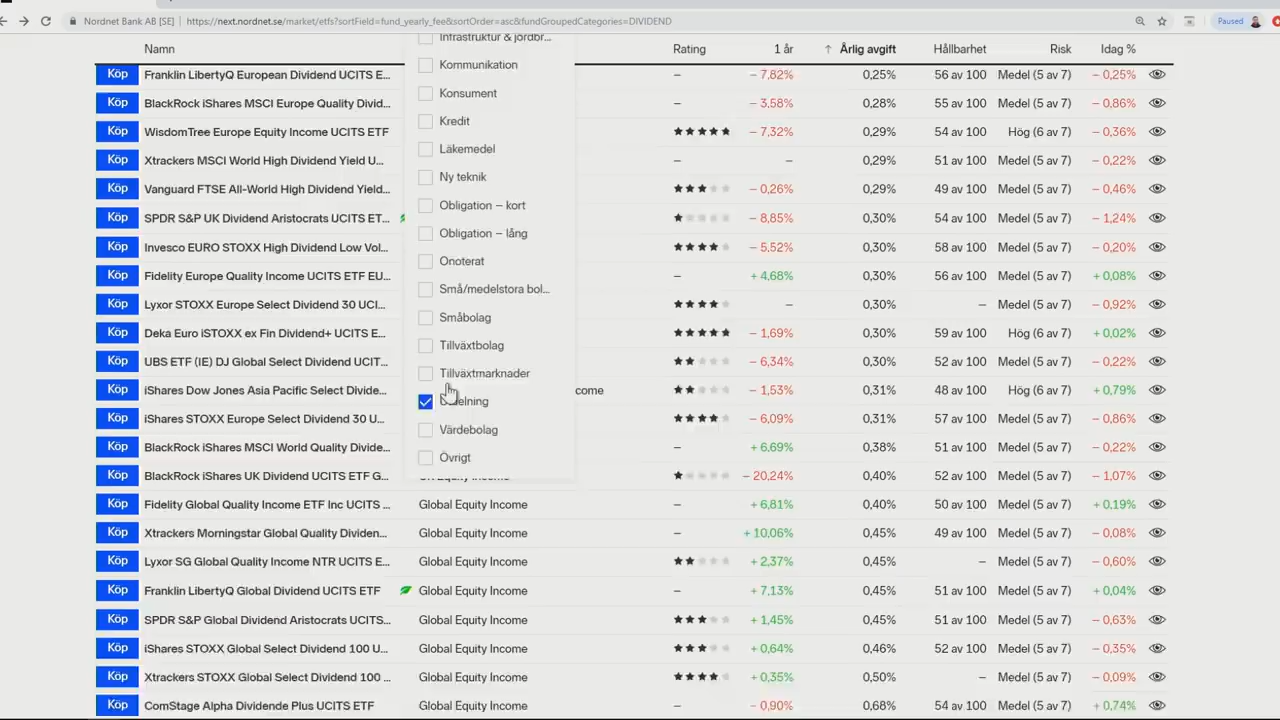 Nordnet Bank AB [SE] | https://next.nordnet.se/market/etfs?sortField=fund_yearly_fee&sortOrder=asc&fundGroupedCategories=DIVIDEND Paused
Namn Rating 1 år ↑ Årlig avgift Hållbarhet Risk Idag %
Infrastruktur & jordbr...
Kommunikation
Konsument
Kredit
Läkemedel
Ny teknik
Obligation – kort
Obligation – lång
Onoterat
Små/medelstora bol...
Småbolag
Tillväxtbolag
Tillväxtmarknader
Värdebolag
Övrigt
Köp Franklin LibertyQ European Dividend UCITS E... – – 7,82% 0,25% 56 av 100 Medel (5 av 7) – 0,25%
Köp BlackRock iShares MSCI Europe Quality Divid... – – 3,58% 0,28% 55 av 100 Medel (5 av 7) – 0,86%
Köp WisdomTree Europe Equity Income UCITS ETF – 7,32% 0,29% 54 av 100 Hög (6 av 7) – 0,36%
Köp Xtrackers MSCI World High Dividend Yield U... – – 0,29% 51 av 100 Medel (5 av 7) – 0,22%
Köp Vanguard FTSE All-World High Dividend Yield... – 0,26% 0,29% 49 av 100 Medel (5 av 7) – 0,46%
Köp SPDR S&P UK Dividend Aristocrats UCITS ET... – 8,85% 0,30% 54 av 100 Medel (5 av 7) – 1,24%
Köp Invesco EURO STOXX High Dividend Low Vol... – 5,52% 0,30% 58 av 100 Medel (5 av 7) – 0,20%
Köp Fidelity Europe Quality Income UCITS ETF EU... – + 4,68% 0,30% 56 av 100 Medel (5 av 7) + 0,08%
Köp Lyxor STOXX Europe Select Dividend 30 UCI... – 0,30% – Medel (5 av 7) – 0,92%
Köp Deka Euro iSTOXX ex Fin Dividend+ UCITS E... – 1,69% 0,30% 59 av 100 Hög (6 av 7) + 0,02%
Köp UBS ETF (IE) DJ Global Select Dividend UCIT... – 6,34% 0,30% 52 av 100 Medel (5 av 7) – 0,22%
Köp iShares Dow Jones Asia Pacific Select Divide... come – 1,53% 0,31% 48 av 100 Hög (6 av 7) + 0,79%
Köp iShares STOXX Europe Select Dividend 30 U... – 6,09% 0,31% 57 av 100 Medel (5 av 7) – 0,86%
Köp BlackRock iShares MSCI World Quality Divide... – + 6,69% 0,38% 51 av 100 Medel (5 av 7) – 0,22%
Köp BlackRock iShares UK Dividend UCITS ETF G... – 20,24% 0,40% 52 av 100 Medel (5 av 7) – 1,07%
Köp Fidelity Global Quality Income ETF Inc UCITS ... Global Equity Income – + 6,81% 0,40% 50 av 100 Medel (5 av 7) + 0,19%
Köp Xtrackers Morningstar Global Quality Dividen... Global Equity Income – + 10,06% 0,45% 49 av 100 Medel (5 av 7) – 0,08%
Köp Lyxor SG Global Quality Income NTR UCITS E... Global Equity Income + 2,37% 0,45% – Medel (5 av 7) – 0,60%
Köp Franklin LibertyQ Global Dividend UCITS ETF Global Equity Income – + 7,13% 0,45% 51 av 100 Medel (5 av 7) + 0,04%
Köp SPDR S&P Global Dividend Aristocrats UCITS... Global Equity Income + 1,45% 0,45% 51 av 100 Medel (5 av 7) – 0,63%
Köp iShares STOXX Global Select Dividend 100 U... Global Equity Income + 0,64% 0,46% 52 av 100 Medel (5 av 7) – 0,35%
Köp Xtrackers STOXX Global Select Dividend 100 ... Global Equity Income + 0,35% 0,50% – Medel (5 av 7) – 0,09%
Köp ComStage Alpha Dividende Plus UCITS ETF Global Equity Income – – 0,90% 0,68% 54 av 100 Medel (5 av 7) + 0,74%